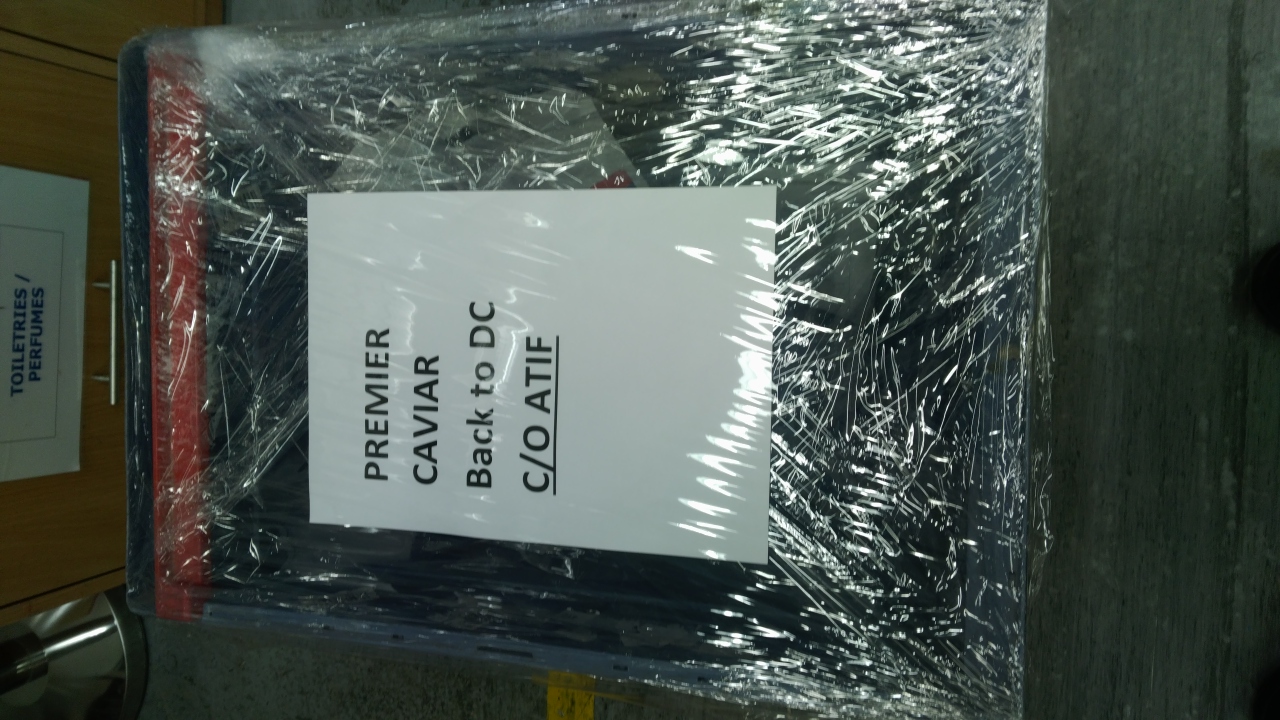 TOILETRIES /
PERFUMES
PREMIER
CAVIAR
Back to DC
C/O ATIF